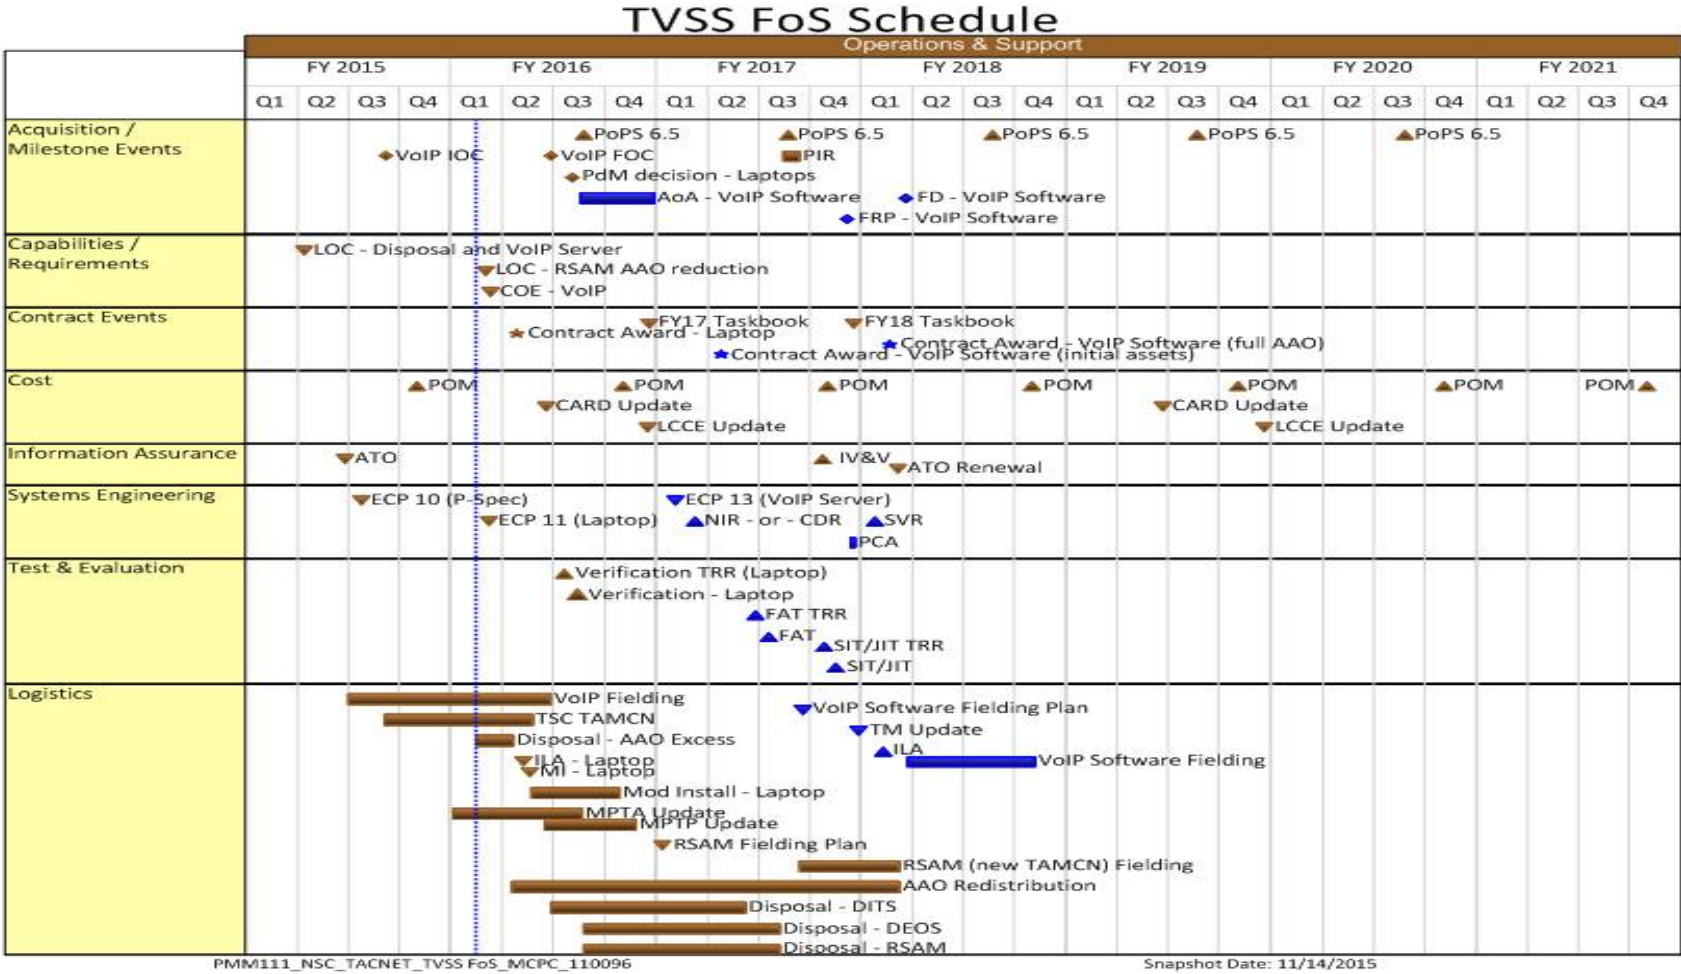 TVSS FoS Schedule
Operations & Support
FY 2015 FY 2016 FY 2017 FY 2018 FY 2019 FY 2020 FY 2021
Q1 Q2 Q3 Q4 Q1 Q2 Q3 Q4 Q1 Q2 Q3 Q4 Q1 Q2 Q3 Q4 Q1 Q2 Q3 Q4 Q1 Q2 Q3 Q4 Q1 Q2 Q3 Q4
Acquisition /
Milestone Events
PoPS 6.5 PoPS 6.5 PoPS 6.5 PoPS 6.5 PoPS 6.5
VoIP IOC VoIP FOC PIR
PdM decision - Laptops
AoA - VoIP Software FD - VoIP Software
FRP - VoIP Software
Capabilities /
Requirements
LOC - Disposal and VoIP Server
LOC - RSAM AAO reduction
COE - VoIP
Contract Events
FY17 Taskbook FY18 Taskbook
Contract Award - Laptop
Contract Award - VoIP Software (full AAO)
Contract Award - VoIP Software (initial assets)
Cost
POM POM POM POM POM POM POM
CARD Update CARD Update
LCCE Update LCCE Update
Information Assurance
ATO IV&V
ATO Renewal
Systems Engineering
ECP 10 (P-Spec) ECP 13 (VoIP Server)
ECP 11 (Laptop) NIR - or - CDR SVR
PCA
Test & Evaluation
Verification TRR (Laptop)
Verification - Laptop
FAT TRR
FAT
SIT/JIT TRR
SIT/JIT
Logistics
VoIP Fielding
VoIP Software Fielding Plan
TSC TAMCN
TM Update
Disposal - AAO Excess
ILA
ILA - Laptop
VoIP Software Fielding
MI - Laptop
Mod Install - Laptop
MPTA Update
MPTP Update
RSAM Fielding Plan
RSAM (new TAMCN) Fielding
AAO Redistribution
Disposal - DITS
Disposal - DEOS
Disposal - RSAM
PMM111_NSC_TACNET_TVSS FoS_MCPC_110096 Snapshot Date: 11/14/2015